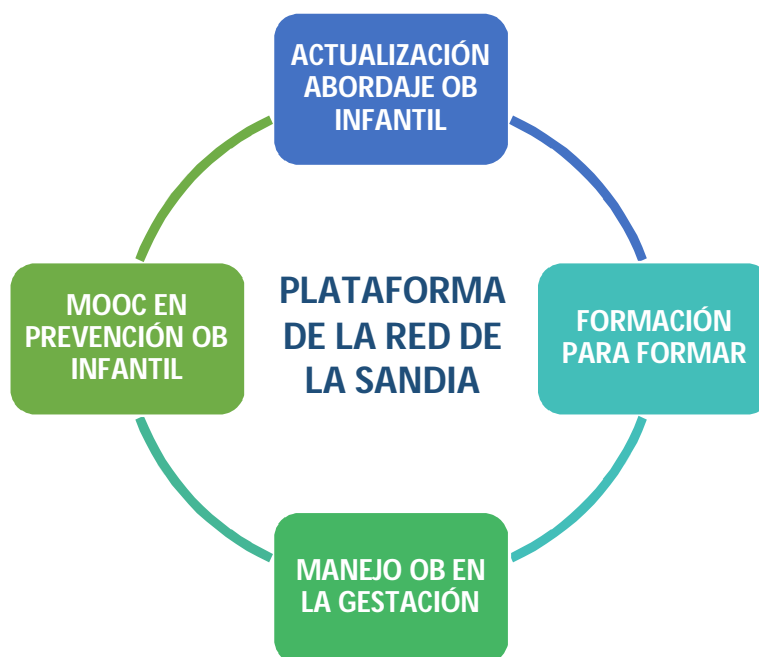 ACTUALIZACIÓN
ABORDAJE OB
INFANTIL
MOOC EN
PREVENCIÓN OB
INFANTIL
PLATAFORMA
DE LA RED DE
LA SANDIA
FORMACIÓN
PARA FORMAR
MANEJO OB EN
LA GESTACIÓN